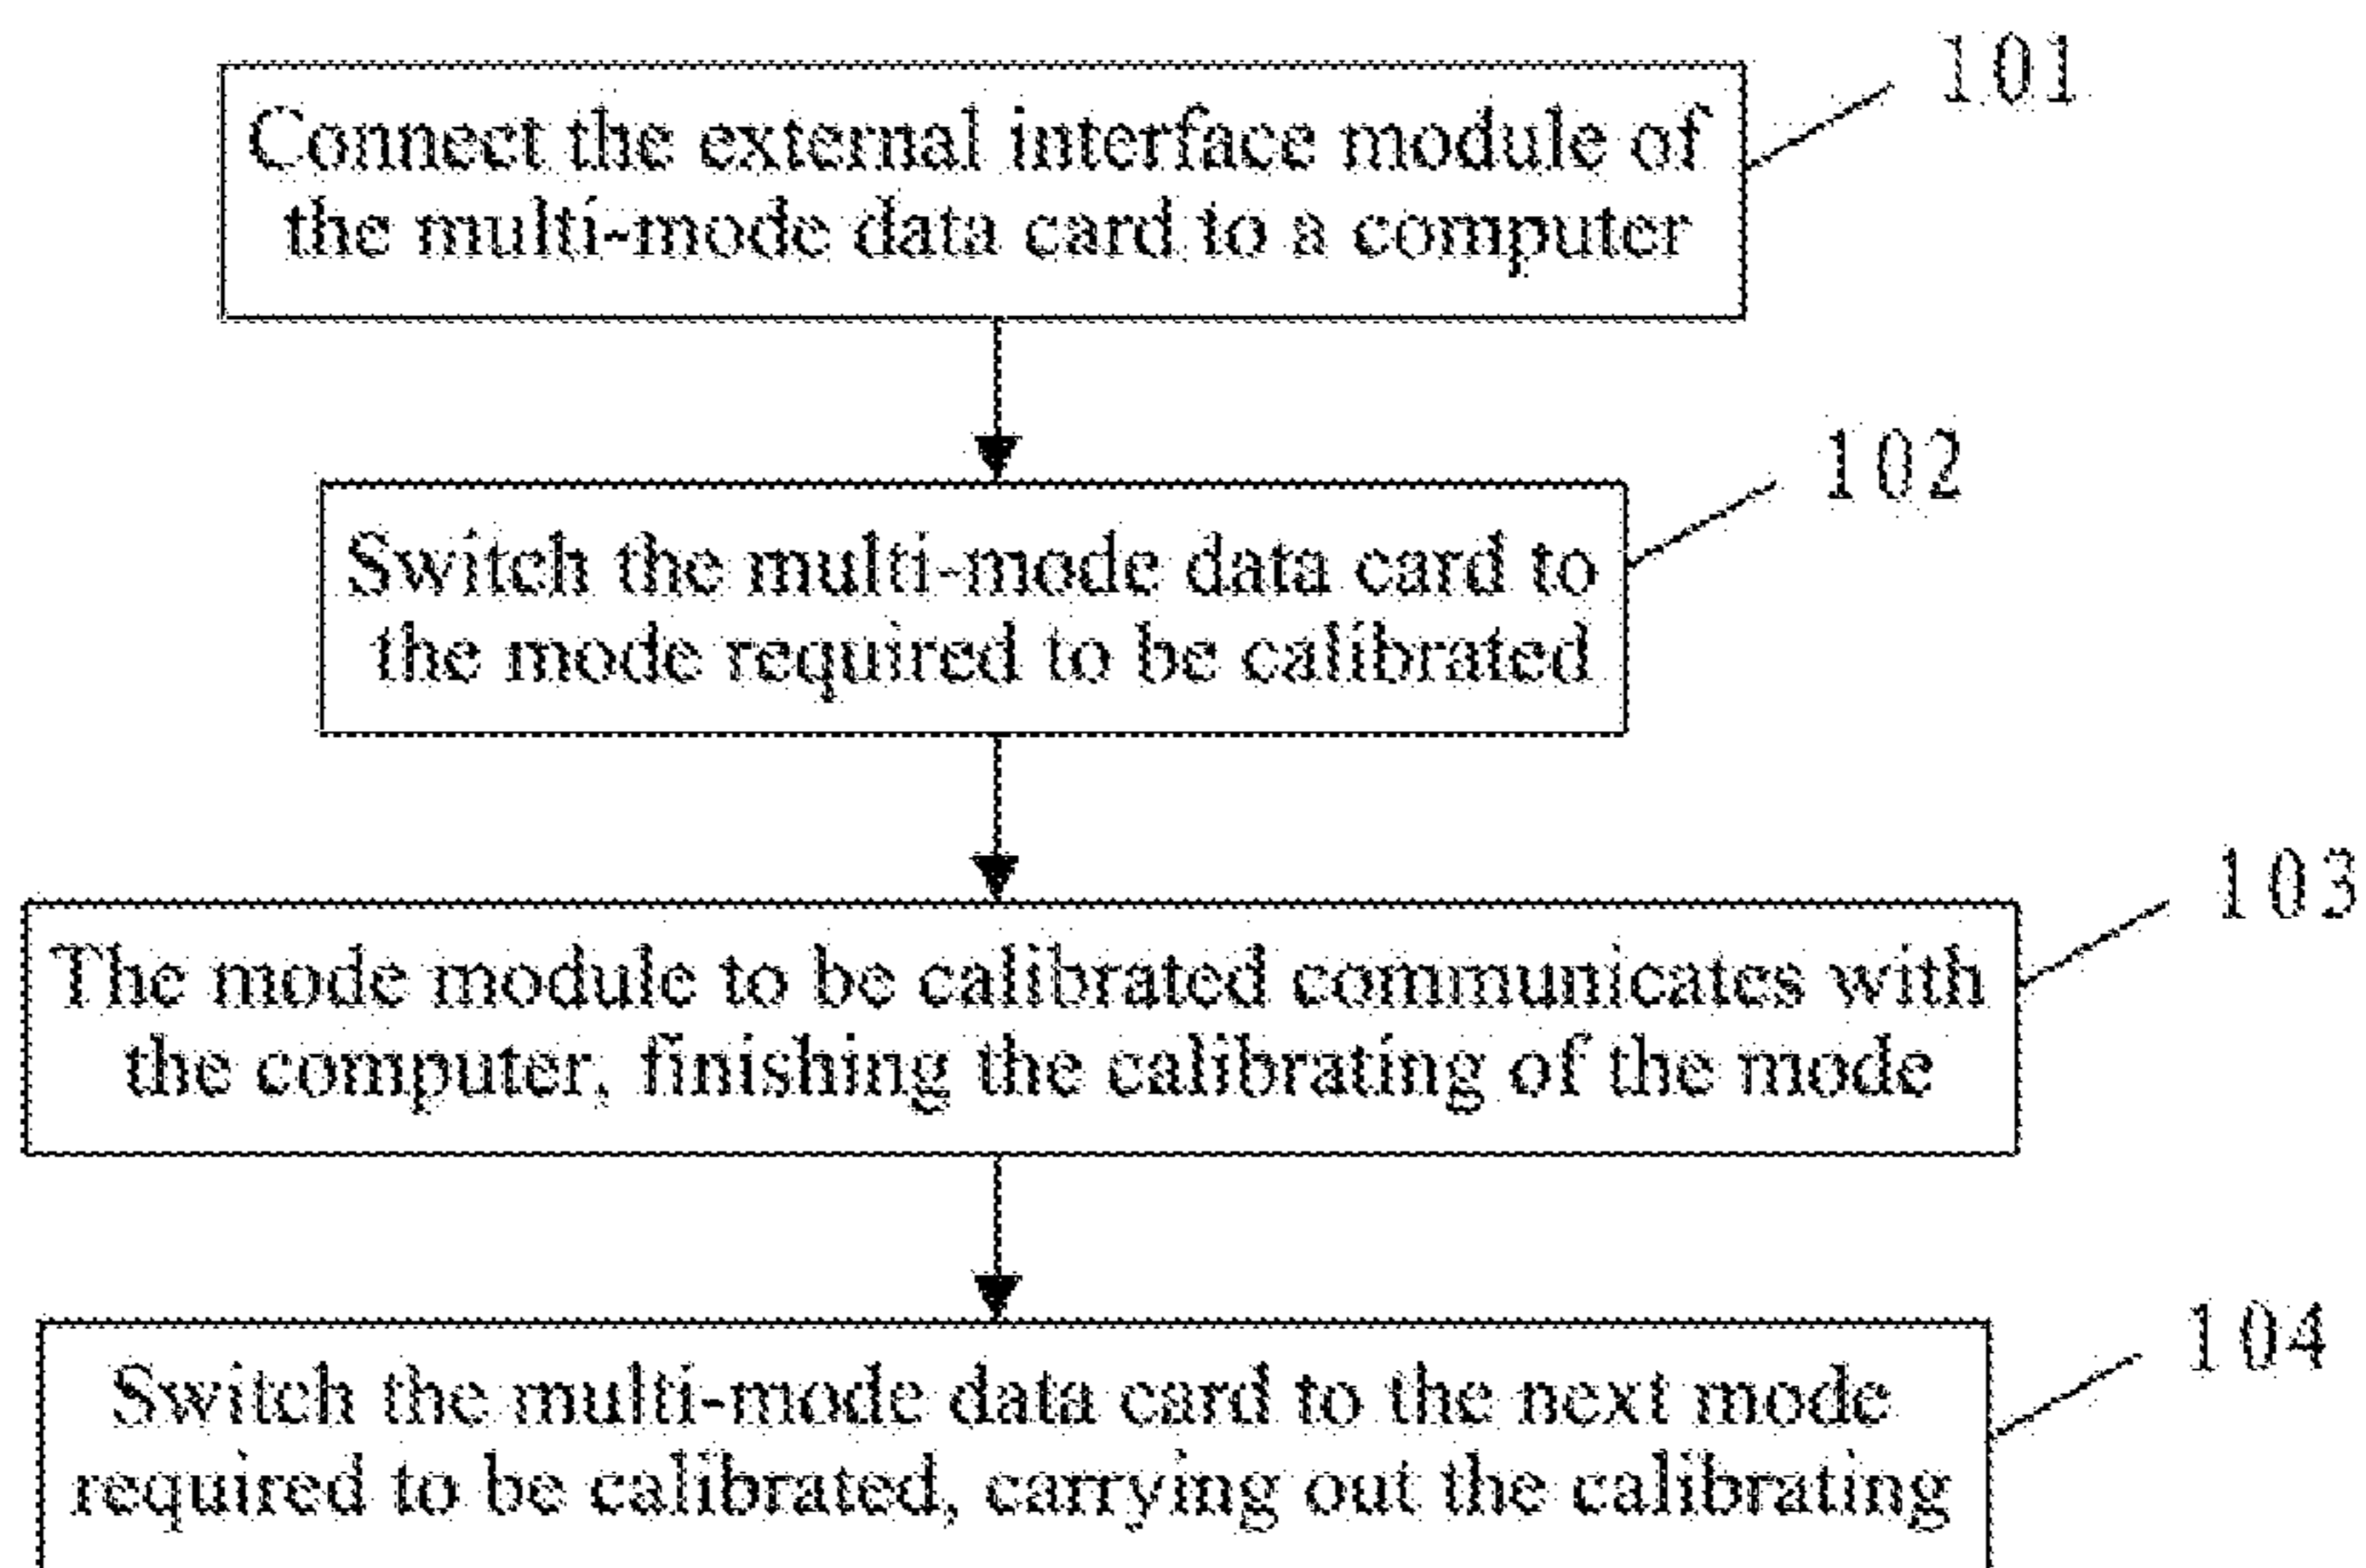 101
Connect the external interface module of
the multi-mode data card to a computer
102
Switch the multi-mode data card to
the mode required to be calibrated
103
The mode module to be calibrated communicates with
the computer, finishing the calibrating of the mode
104
Switch the multi-mode data card to the next mode
required to be calibrated, carrying out the calibrating